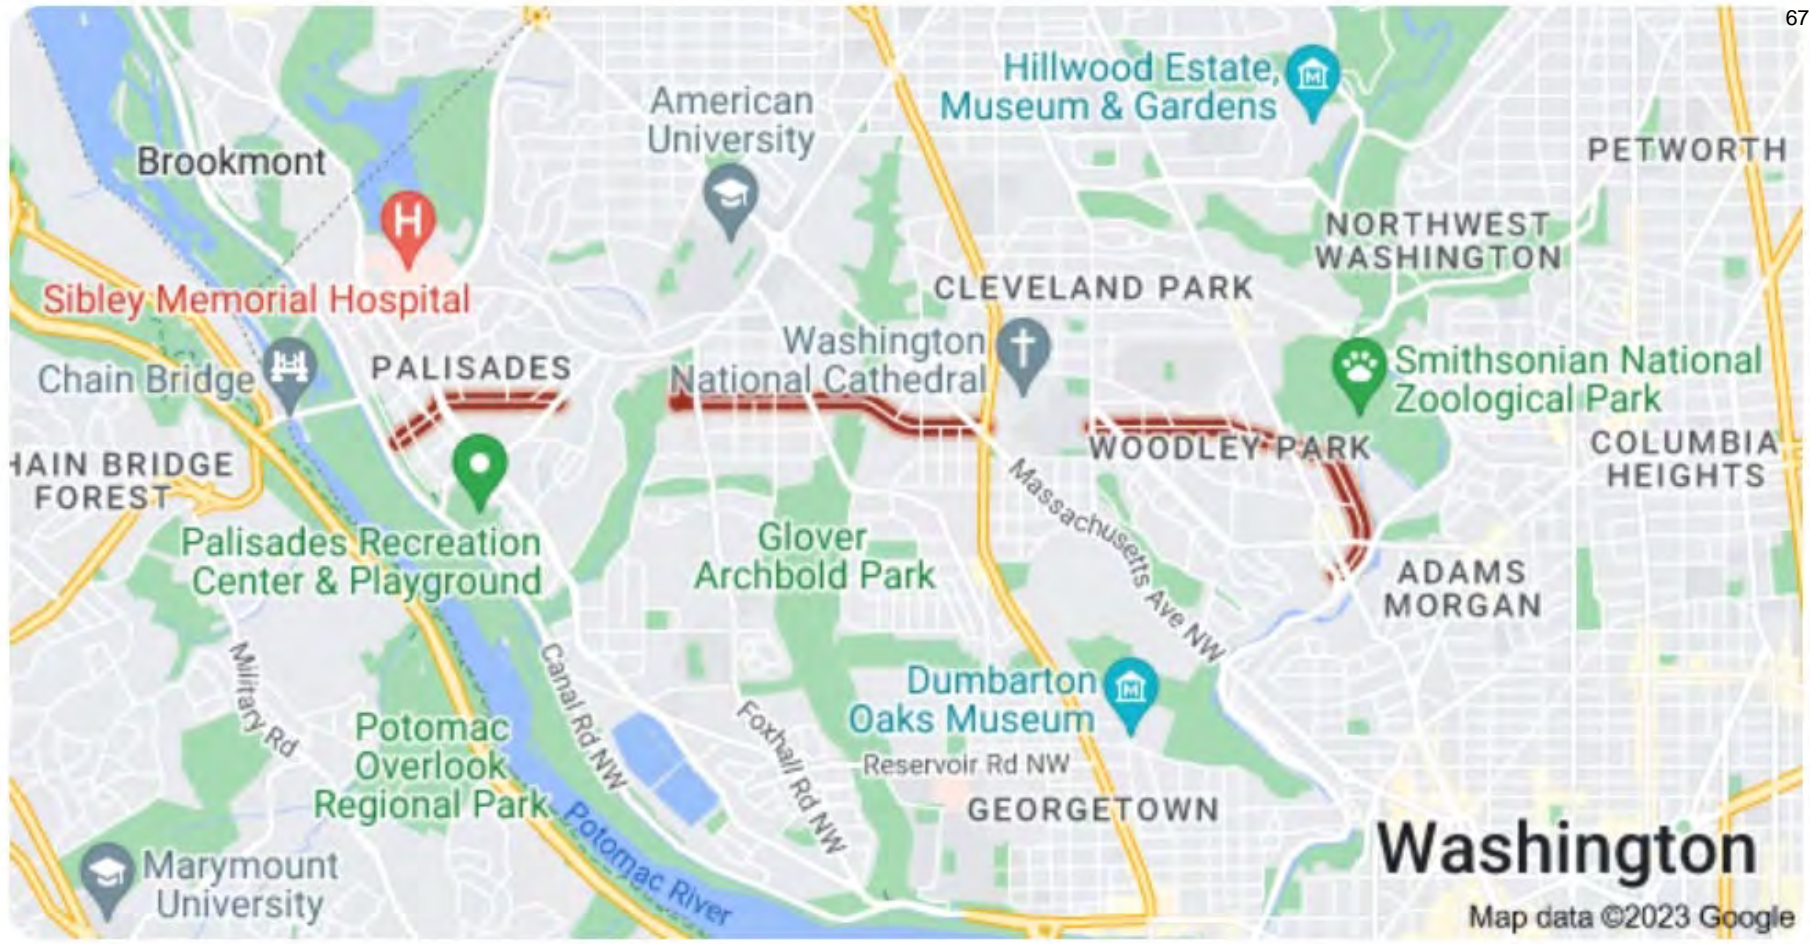 67
Hillwood Estate,
Museum & Gardens
American
University
Brookmont
PETWORTH
H
NORTHWEST
WASHINGTON
Sibley Memorial Hospital
CLEVELAND PARK
Washington
National Cathedral
Chain Bridge
PALISADES
Smithsonian National
Zoological Park
WOODLEY PARK
COLUMBIA
HEIGHTS
HAIN BRIDGE
FOREST
Massachusetts Ave NW
Palisades Recreation
Center & Playground
Glover
Archbold Park
ADAMS
MORGAN
Military Rd
Canal Rd NW
Dumbarton
Oaks Museum
M
Foxhall Rd NW
Reservoir Rd NW
Potomac
Overlook
Regional Park
GEORGETOWN
Potomac River
Washington
Marymount
University
Map data ©2023 Google